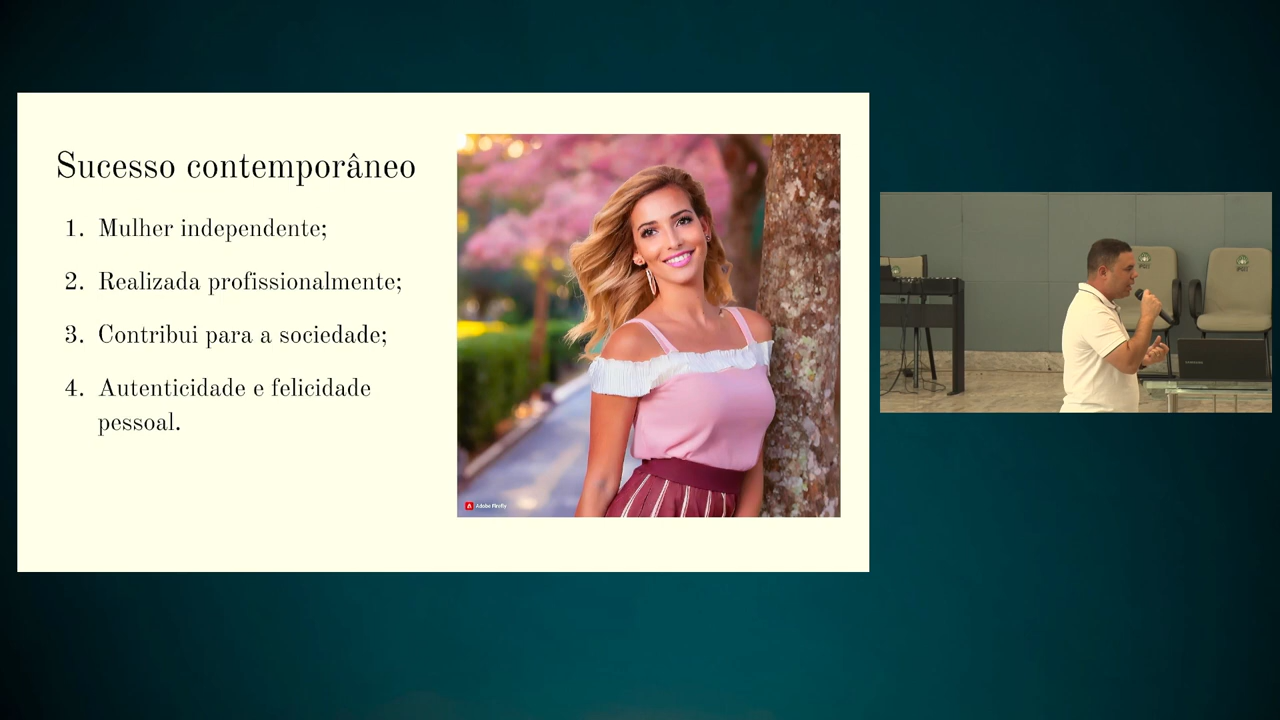 Sucesso contemporâneo
1. Mulher independente;
2. Realizada profissionalmente;
3. Contribui para a sociedade;
4. Autenticidade e felicidade
pessoal.
Adobe Firefly